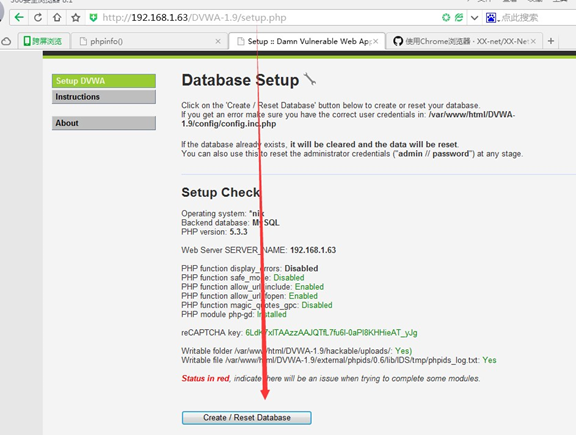 360安全浏览器 8.1
http://192.168.1.63/DVWA-1.9/setup.php
点此搜索
跨屏浏览
phpinfo()
Setup :: Damn Vulnerable Web App
使用Chrome浏览器 - XX-net/XX-Net
Setup DVWA
Instructions
About
Database Setup
Click on the 'Create / Reset Database' button below to create or reset your database.
If you get an error make sure you have the correct user credentials in: /var/www/html/DVWA-
1.9/config/config.inc.php
If the database already exists, it will be cleared and the data will be reset.
You can also use this to reset the administrator credentials ("admin // password") at any stage.
Setup Check
Operating system: *nix
Backend database: MySQL
PHP version: 5.3.3
Web Server SERVER_NAME: 192.168.1.63
PHP function display_errors: Disabled
PHP function safe_mode: Disabled
PHP function allow_url_include: Enabled
PHP function allow_url_fopen: Enabled
PHP function magic_quotes_gpc: Disabled
PHP module php-gd: Installed
reCAPTCHA key:
Writable folder /var/www/html/DVWA-1.9/hackable/uploads/: Yes)
Writable file /var/www/html/DVWA-1.9/external/phpids/0.6/lib/IDS/tmp/phpids_log.txt: Yes
Status in red, indicate there will be an issue when trying to complete some modules.
Create / Reset Database